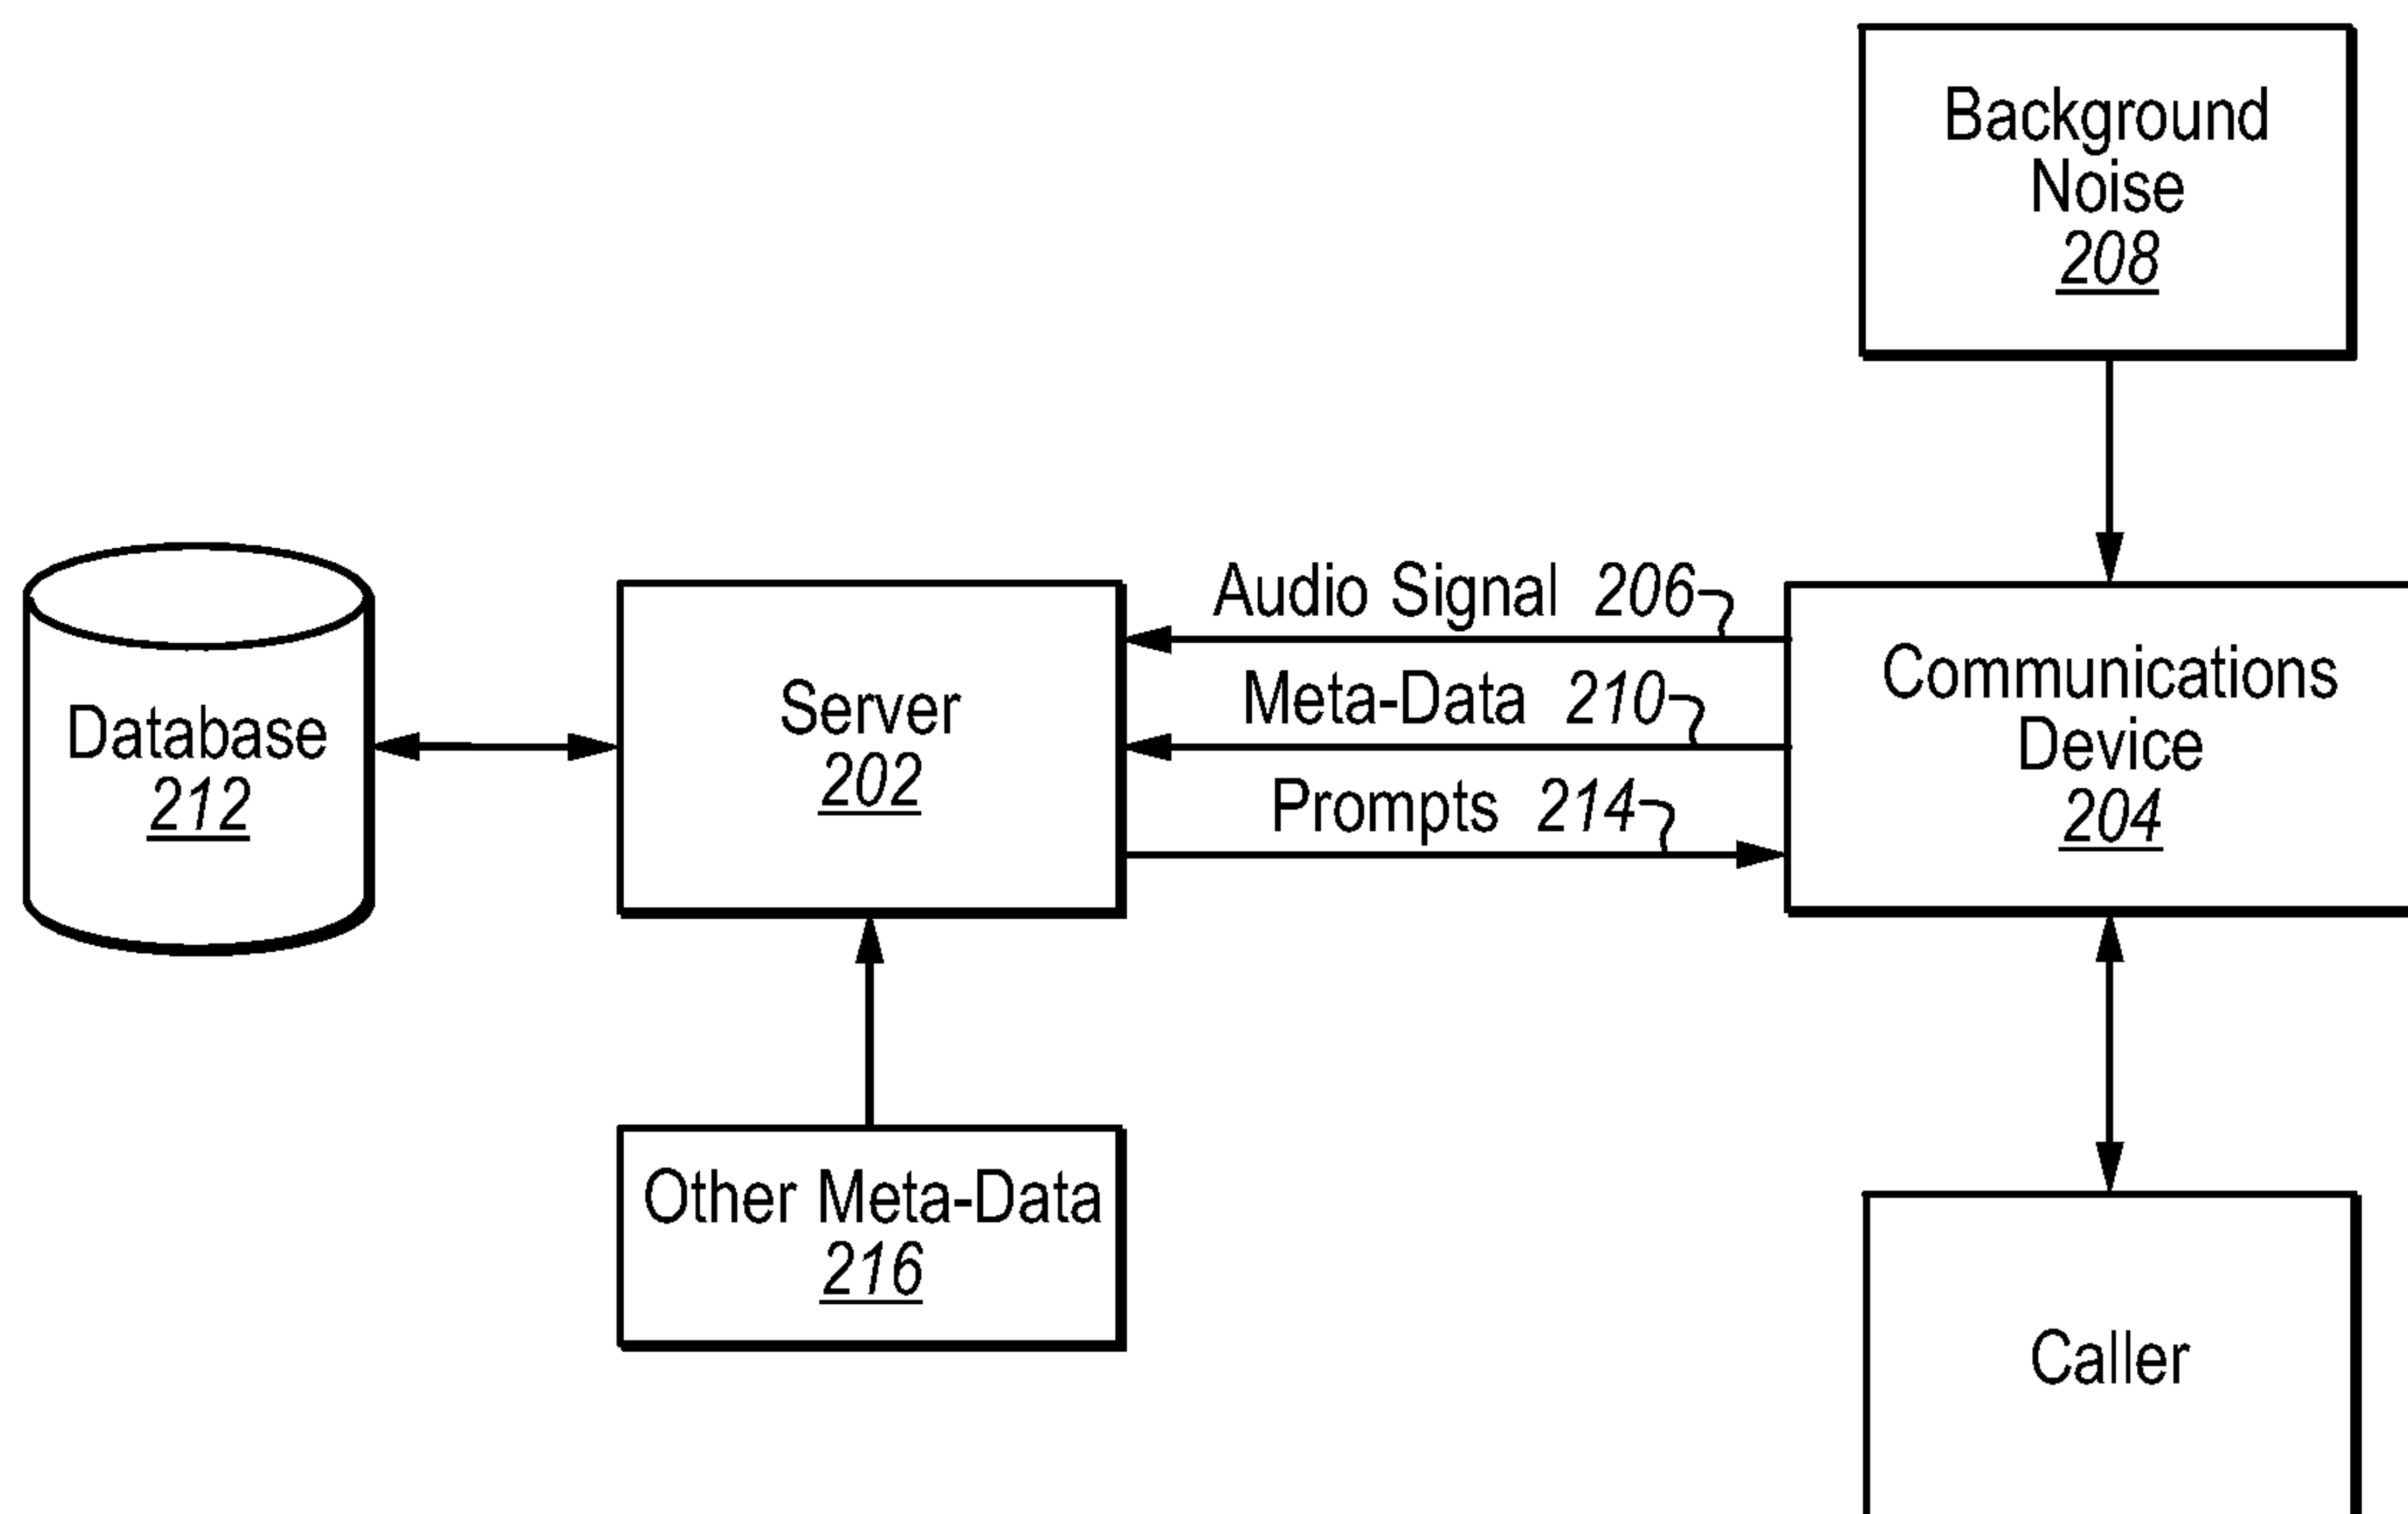 Background
Noise
208
Audio Signal 206
Meta-Data 210
Prompts 214
Communications
Device
204
Server
202
Database
212
Other Meta-Data
216
Caller